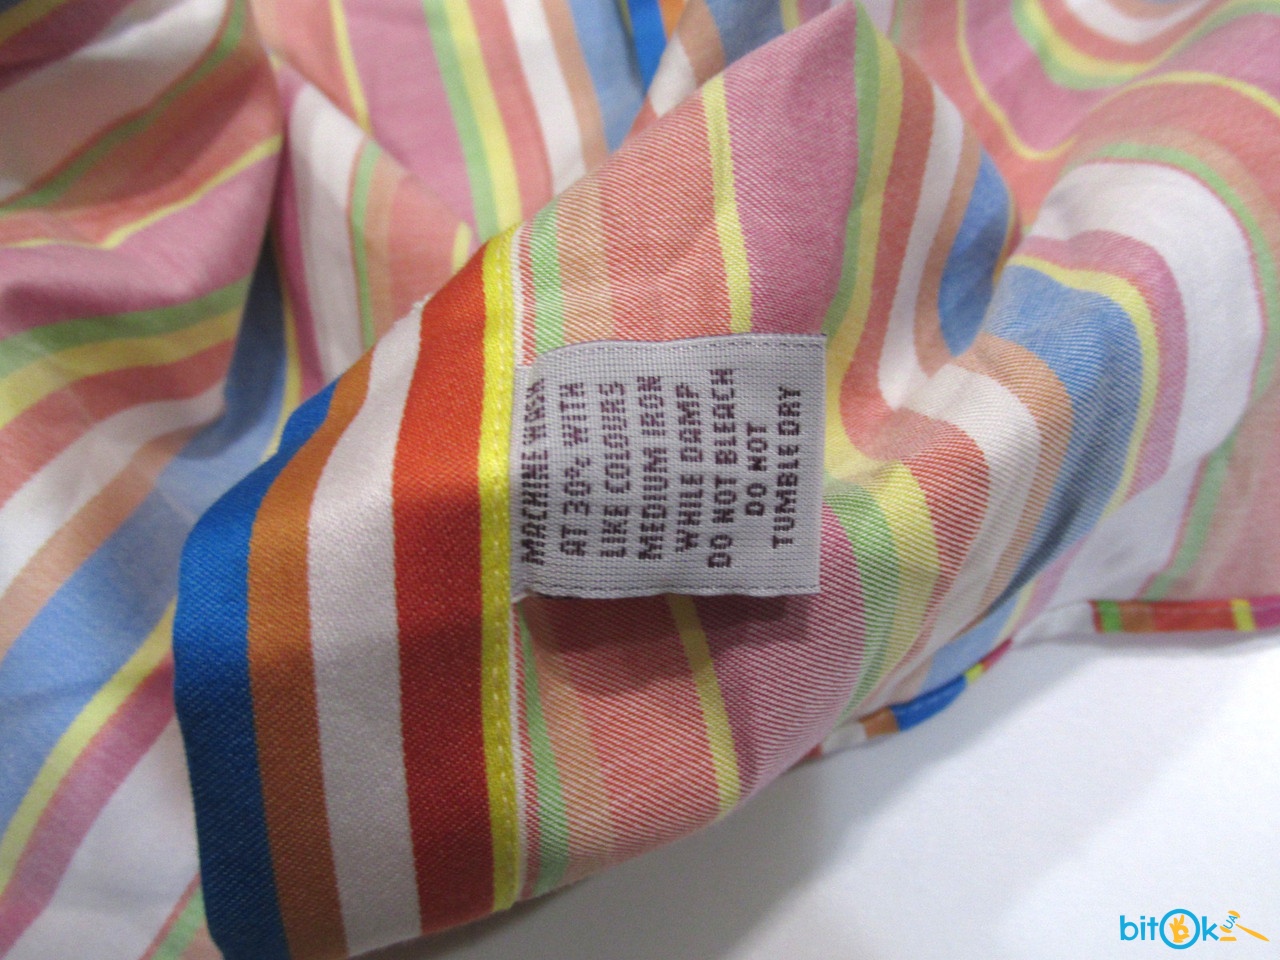 MACHINE WASH
AT 30°C WITH
LIKE COLOURS
MEDIUM IRON
WHILE DAMP
DO NOT BLEACH
DO NOT
TUMBLE DRY
bitOk UA